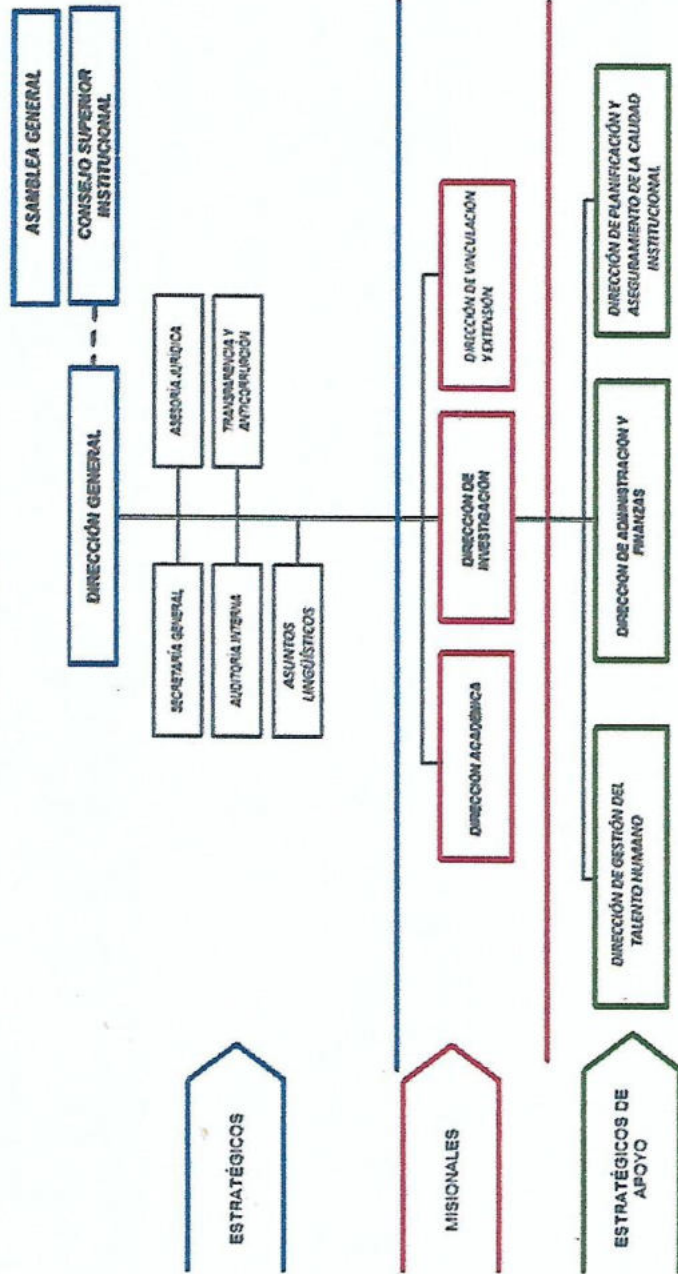 ASAMBLEA GENERAL
CONSEJO SUPERIOR
INSTITUCIONAL
DIRECCIÓN GENERAL
ESTRATÉGICOS
SECRETARÍA GENERAL
ASESORÍA JURÍDICA
AUDITORÍA INTERNA
TRANSPARENCIA Y
ANTICORRUPCIÓN
ASUNTOS
LINGÜÍSTICOS
MISIONALES
DIRECCIÓN ACADÉMICA
DIRECCIÓN DE
INVESTIGACIÓN
DIRECCIÓN DE VINCULACIÓN
Y EXTENSIÓN
ESTRATÉGICOS DE
APOYO
DIRECCIÓN DE GESTIÓN DEL
TALENTO HUMANO
DIRECCIÓN DE ADMINISTRACIÓN Y
FINANZAS
DIRECCIÓN DE PLANIFICACIÓN Y
ASEGURAMIENTO DE LA CALIDAD
INSTITUCIONAL